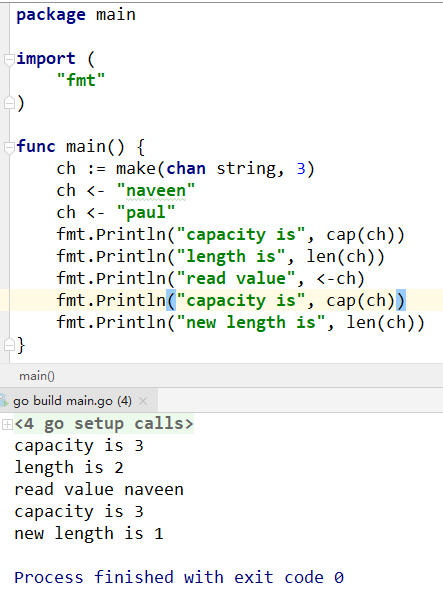 package main
import (
    "fmt"
)
func main() {
    ch := make(chan string, 3)
    ch <- "naveen"
    ch <- "paul"
    fmt.Println("capacity is", cap(ch))
    fmt.Println("length is", len(ch))
    fmt.Println("read value", <-ch)
    fmt.Println("capacity is", cap(ch))
    fmt.Println("new length is", len(ch))
}
main()
go build main.go (4)
<4 go setup calls>
capacity is 3
length is 2
read value naveen
capacity is 3
new length is 1
Process finished with exit code 0